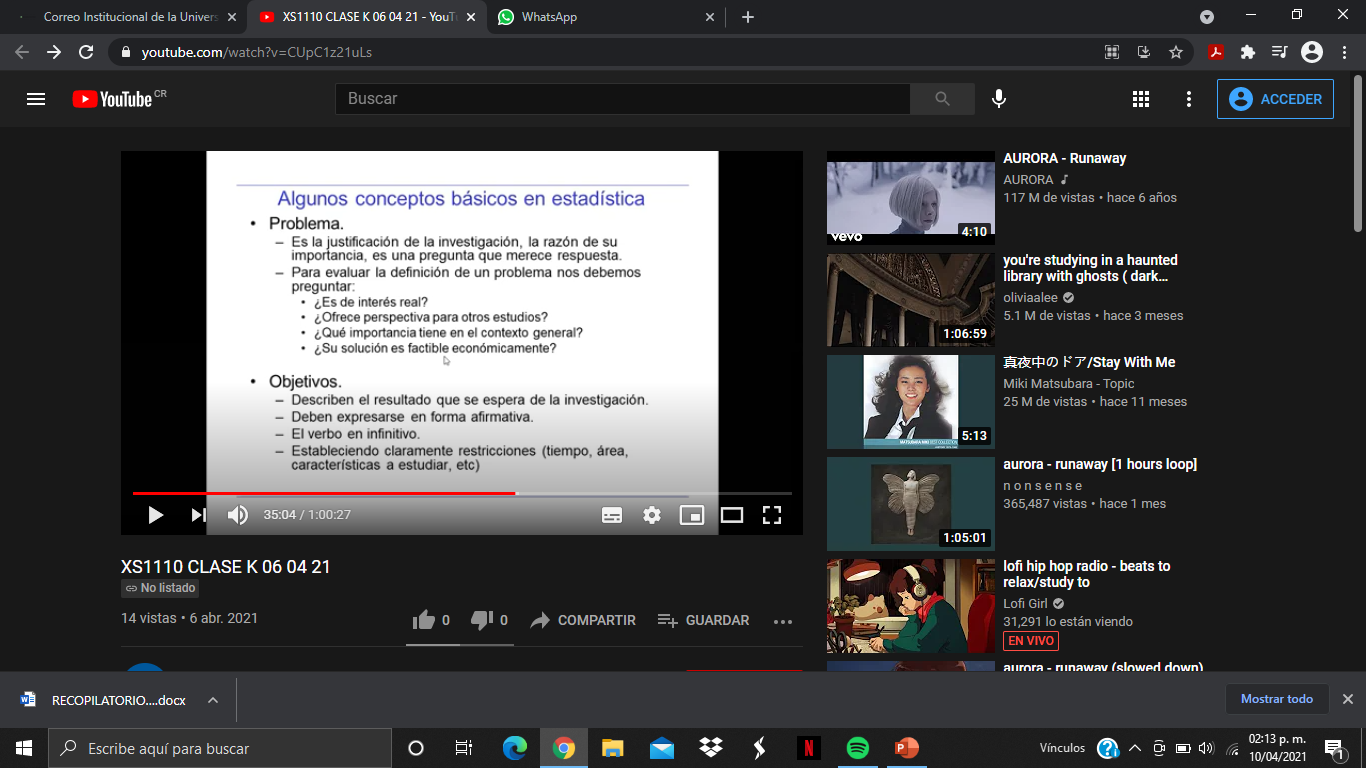 Correo Institucional de la Univers
XS1110 CLASE K 06 04 21 - YouT
WhatsApp
youtube.com/watch?v=CUpC1z21uLs
YouTube CR
Buscar
ACCEDER
Algunos conceptos básicos en estadística
• Problema.
– Es la justificación de la investigación, la razón de su
importancia, es una pregunta que merece respuesta.
– Para evaluar la definición de un problema nos debemos
preguntar:
• ¿Es de interés real?
• ¿Ofrece perspectiva para otros estudios?
• ¿Qué importancia tiene en el contexto general?
• ¿Su solución es factible económicamente?
• Objetivos.
– Describen el resultado que se espera de la investigación.
– Deben expresarse en forma afirmativa.
– El verbo en infinitivo.
– Estableciendo claramente restricciones (tiempo, área,
características a estudiar, etc)
35:04 / 1:00:27
XS1110 CLASE K 06 04 21
No listado
14 vistas • 6 abr. 2021
0
0
COMPARTIR
GUARDAR
vevo
4:10
AURORA - Runaway
AURORA
117 M de vistas • hace 6 años
1:06:59
you're studying in a haunted
library with ghosts ( dark...
oliviaalee
5.1 M de vistas • hace 3 meses
5:13
真夜中のドア/Stay With Me
Miki Matsubara - Topic
25 M de vistas • hace 11 meses
1:05:01
aurora - runaway [1 hours loop]
n o n s e n s e
365,487 vistas • hace 1 mes
lofi hip hop radio - beats to
relax/study to
Lofi Girl
31,291 lo están viendo
EN VIVO
aurora - runaway (slowed down)
RECOPILATORIO....docx
Mostrar todo
Escribe aquí para buscar
Vínculos
02:13 p. m.
10/04/2021
1